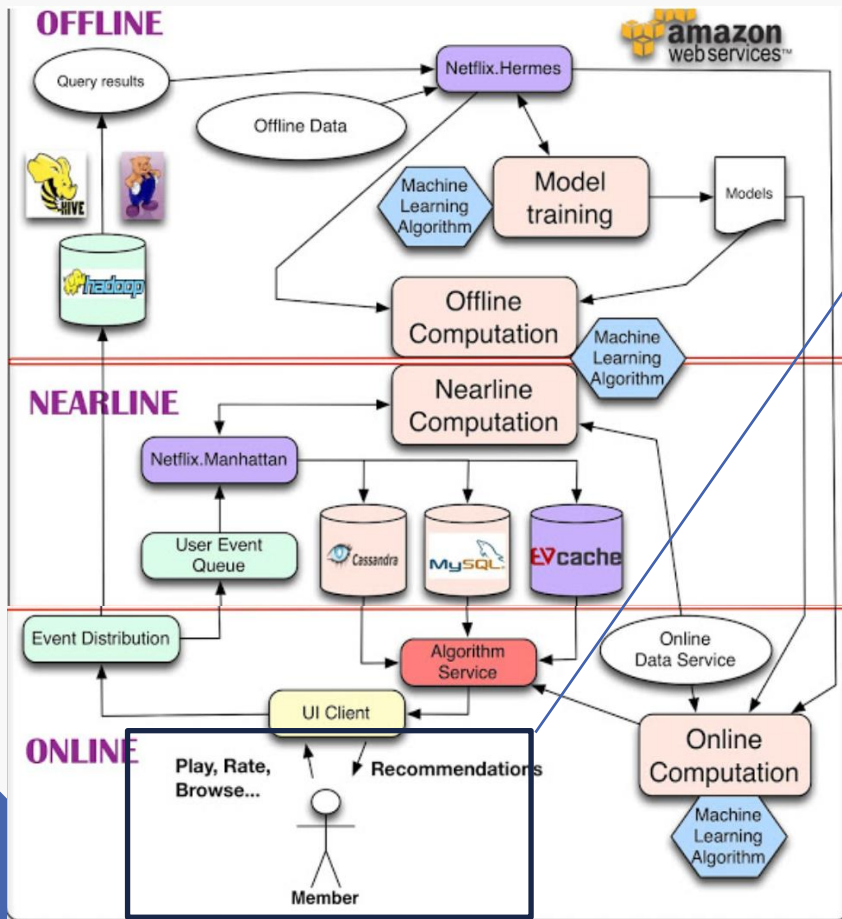 OFFLINE
amazon
webservices™
Query results
Netflix.Hermes
Offline Data
HIVE
Machine
Learning
Algorithm
Model
training
Models
hadoop
Offline
Computation
Machine
Learning
Algorithm
NEARLINE
Nearline
Computation
Netflix.Manhattan
User Event
Queue
Cassandra
MySQL
EVcache
Event Distribution
Algorithm
Service
Online
Data Service
UI Client
ONLINE
Play, Rate,
Browse...
Recommendations
Online
Computation
Machine
Learning
Algorithm
Member